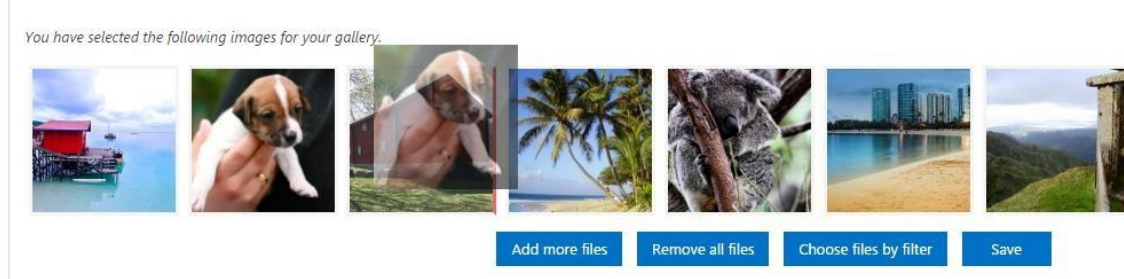 You have selected the following images for your gallery.
Add more files Remove all files Choose files by filter Save